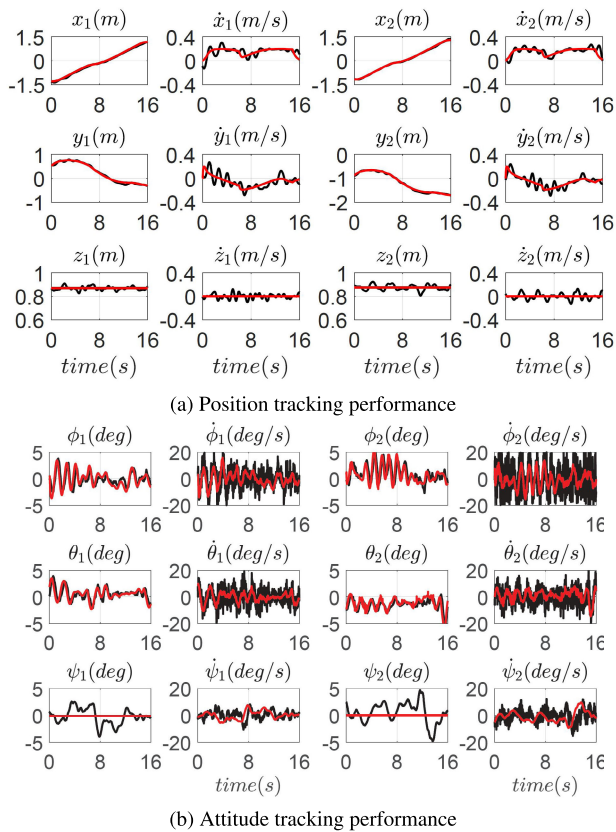 x₁(m) ẋ₁(m/s) x₂(m) ẋ₂(m/s)
1.5 0.4 1.5 0.4
0 0 0 0
-1.5 -0.4 -1.5 -0.4
0 8 16 0 8 16 0 8 16 0 8 16
y₁(m) ẏ₁(m/s) y₂(m) ẏ₂(m/s)
1 0.4 0 0.4
0 0 -1 0
-1 -0.4 -2 -0.4
0 8 16 0 8 16 0 8 16 0 8 16
z₁(m) ż₁(m/s) z₂(m) ż₂(m/s)
1 0.4 1 0.4
0.8 0 0.8 0
0.6 -0.4 0.6 -0.4
0 8 16 0 8 16 0 8 16 0 8 16
time(s) time(s) time(s) time(s)
(a) Position tracking performance
ϕ₁(deg) ϕ̇₁(deg/s) ϕ₂(deg) ϕ̇₂(deg/s)
5 20 5 20
0 0 0 0
-5 -20 -5 -20
0 8 16 0 8 16 0 8 16 0 8 16
θ₁(deg) θ̇₁(deg/s) θ₂(deg) θ̇₂(deg/s)
5 20 5 20
0 0 0 0
-5 -20 -5 -20
0 8 16 0 8 16 0 8 16 0 8 16
ψ₁(deg) ψ̇₁(deg/s) ψ₂(deg) ψ̇₂(deg/s)
5 20 5 20
0 0 0 0
-5 -20 -5 -20
0 8 16 0 8 16 0 8 16 0 8 16
time(s) time(s) time(s) time(s)
(b) Attitude tracking performance